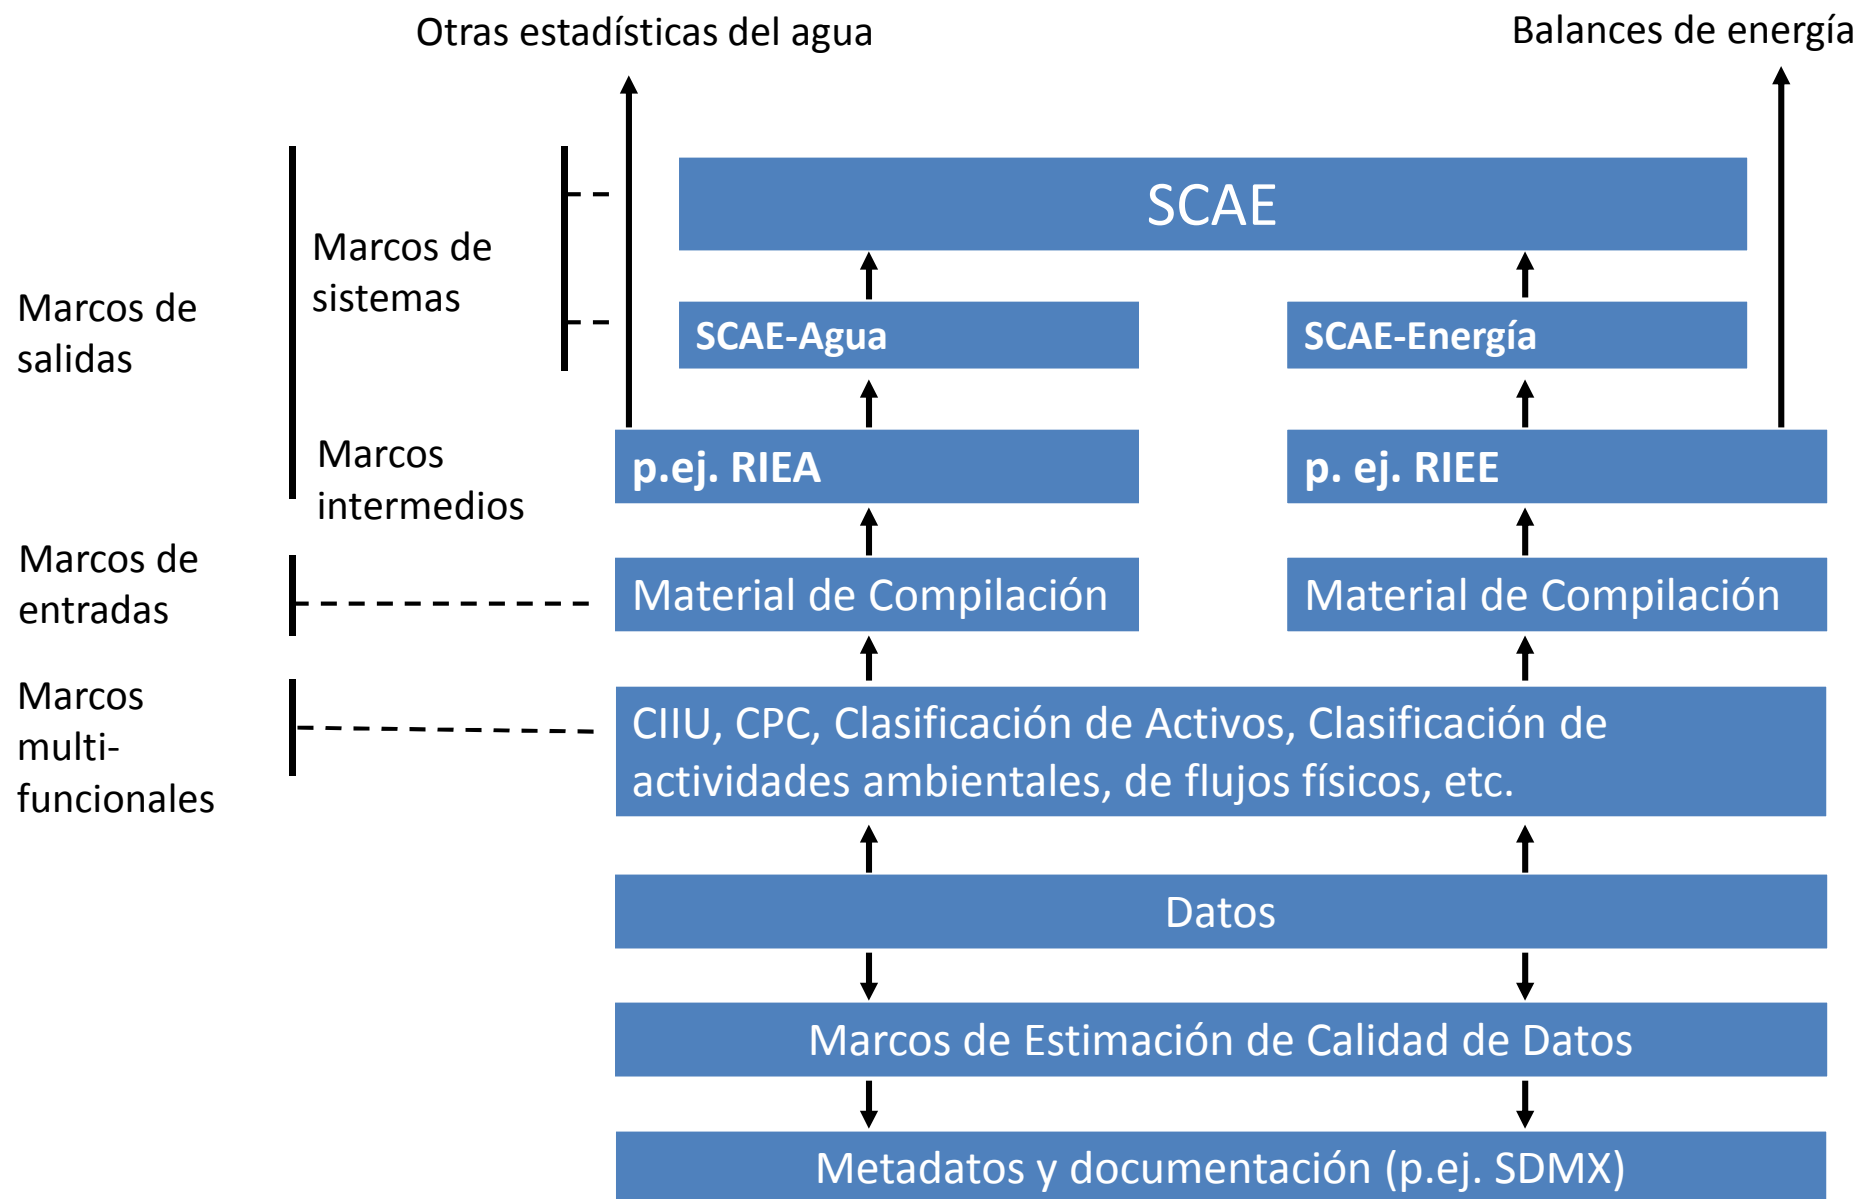 Otras estadísticas del agua
Balances de energía
SCAE
Marcos de
sistemas
Marcos de
salidas
SCAE-Agua
SCAE-Energía
Marcos
intermedios
p.ej. RIEA
p. ej. RIEE
Marcos de
entradas
Material de Compilación
Material de Compilación
Marcos
multi-
funcionales
CIIU, CPC, Clasificación de Activos, Clasificación de
actividades ambientales, de flujos físicos, etc.
Datos
Marcos de Estimación de Calidad de Datos
Metadatos y documentación (p.ej. SDMX)